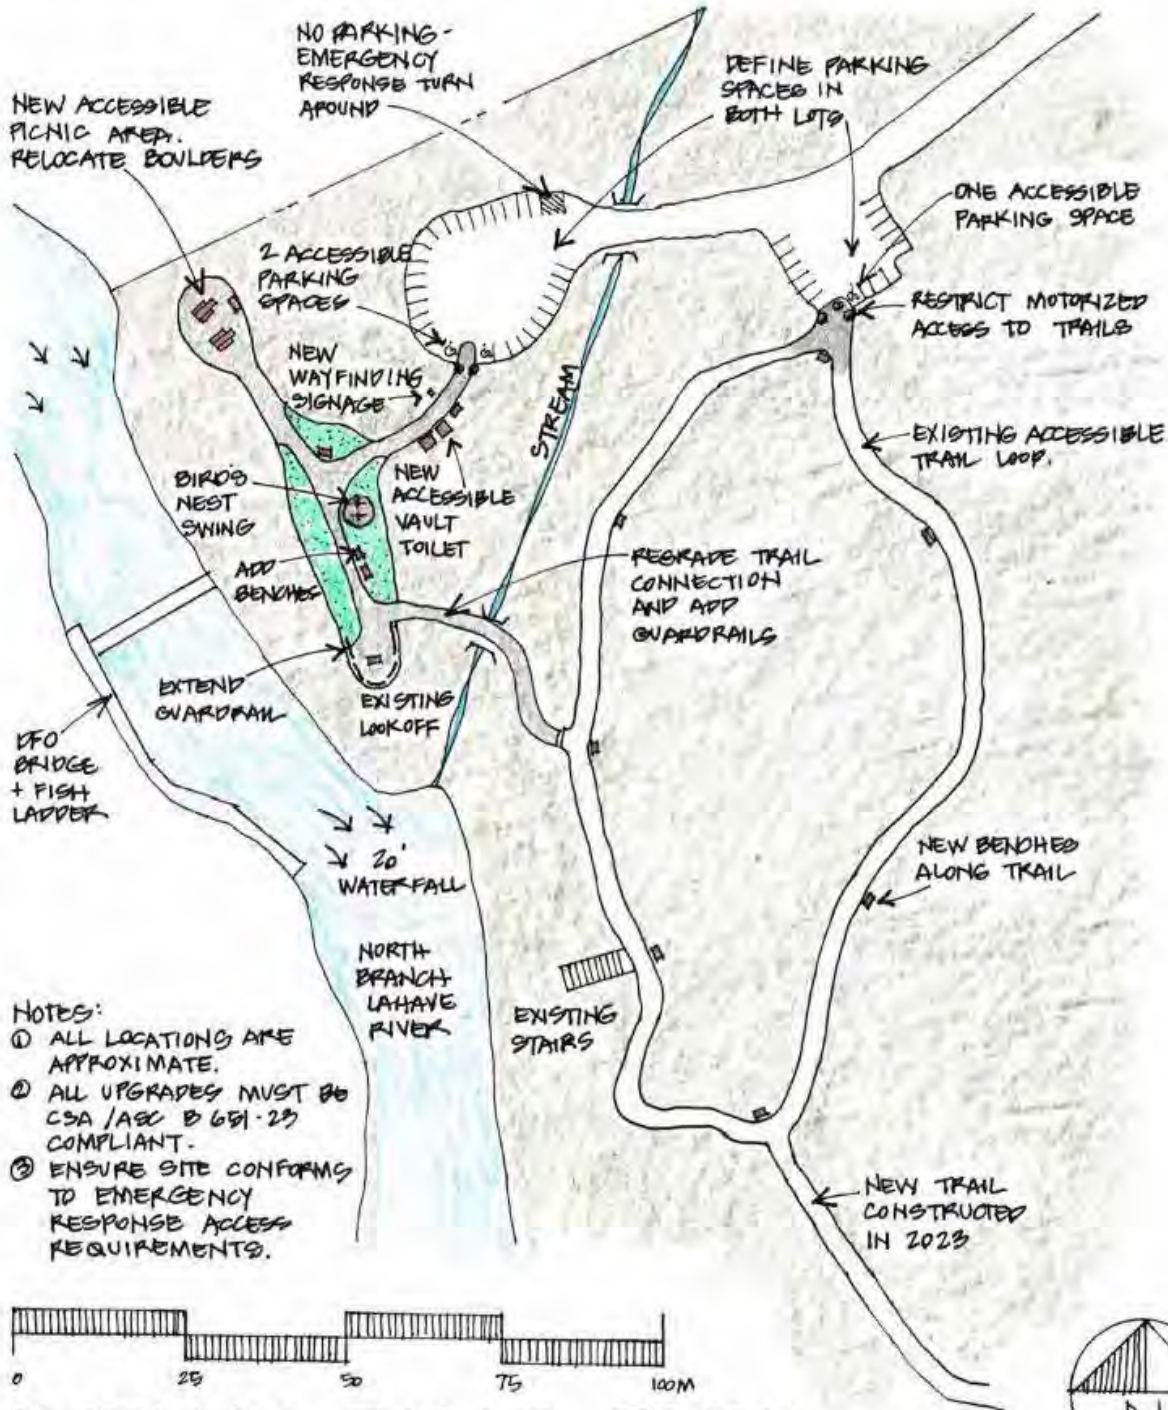 NO PARKING -
EMERGENCY
RESPONSE TURN
AROUND
DEFINE PARKING
SPACES IN
BOTH LOTS
NEW ACCESSIBLE
PICNIC AREA.
RELOCATE BOULDERS
ONE ACCESSIBLE
PARKING SPACE
2 ACCESSIBLE
PARKING
SPACES
RESTRICT MOTORIZED
ACCESS TO TRAILS
NEW
WAYFINDING
SIGNAGE
STREAM
EXISTING ACCESSIBLE
TRAIL LOOP.
BIRD'S
NEST
SWING
NEW
ACCESSIBLE
VAULT
TOILET
ADD
BENCHES
REGRADE TRAIL
CONNECTION
AND ADD
GUARDRAILS
EXTEND
GUARDRAIL
EXISTING
LOOKOFF
DFO
BRIDGE
+ FISH
LADDER
20'
WATERFALL
NEW BENCHES
ALONG TRAIL
NORTH
BRANCH
LAHAVE
RIVER
EXISTING
STAIRS
NOTES:
① ALL LOCATIONS ARE
APPROXIMATE.
② ALL UPGRADES MUST BE
CSA/ASC B 651-23
COMPLIANT.
③ ENSURE SITE CONFORMS
TO EMERGENCY
RESPONSE ACCESS
REQUIREMENTS.
NEW TRAIL
CONSTRUCTED
IN 2023
0 25 50 75 100M